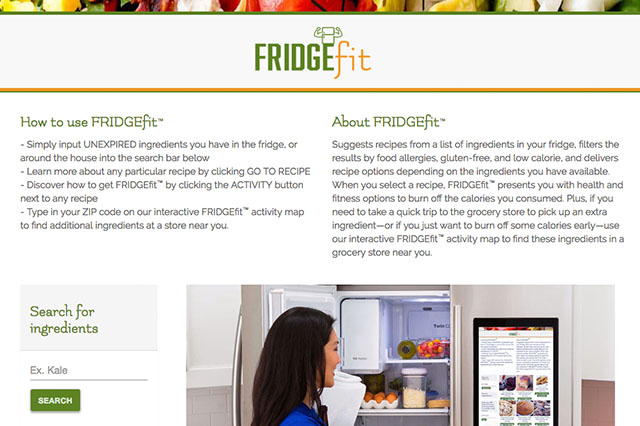 FRIDGEfit
How to use FRIDGEfit™
- Simply input UNEXPIRED ingredients you have in the fridge, or
around the house into the search bar below
- Learn more about any particular recipe by clicking GO TO RECIPE
- Discover how to get FRIDGEfit™ by clicking the ACTIVITY button
next to any recipe
- Type in your ZIP code on our interactive FRIDGEfit™ activity map
to find additional ingredients at a store near you.
About FRIDGEfit™
Suggests recipes from a list of ingredients in your fridge, filters the
results by food allergies, gluten-free, and low calorie, and delivers
recipe options depending on the ingredients you have available.
When you select a recipe, FRIDGEfit™ presents you with health and
fitness options to burn off the calories you consumed. Plus, if you
need to take a quick trip to the grocery store to pick up an extra
ingredient—or if you just want to burn off some calories early—use
our interactive FRIDGEfit™ activity map to find these ingredients in a
grocery store near you.
Search for
ingredients
Ex. Kale
SEARCH